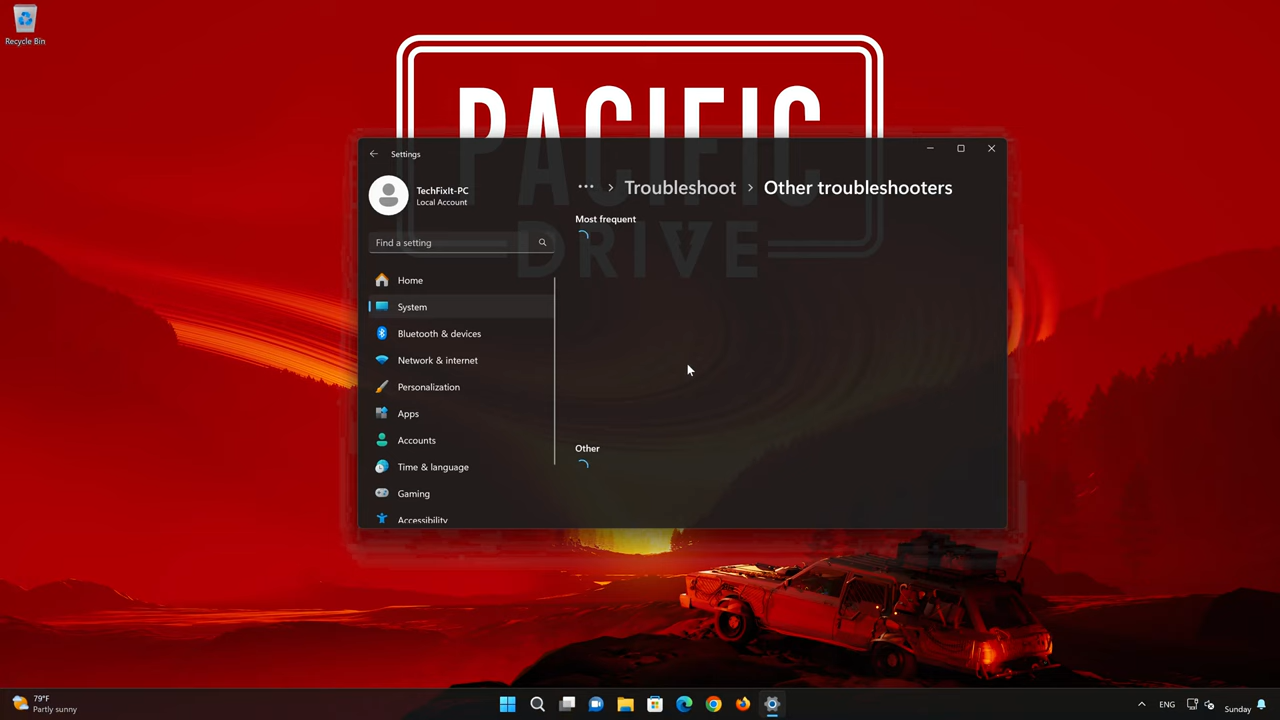 Recycle Bin
PACIFIC
DRIVE
Settings
TechFixIt-PC
Local Account
Find a setting
Home
System
Bluetooth & devices
Network & internet
Personalization
Apps
Accounts
Time & language
Gaming
Accessibility
... > Troubleshoot > Other troubleshooters
Most frequent
Other
79°F
Partly sunny
ENG
Sunday